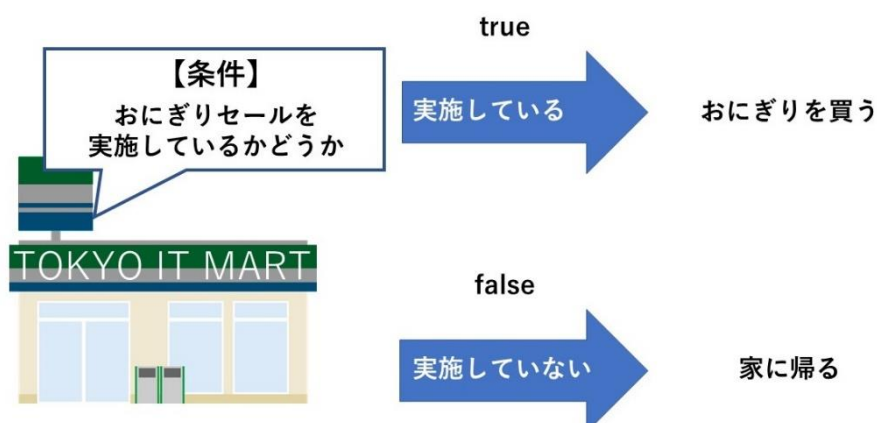 true
【条件】
おにぎりセールを
実施しているかどうか
実施している
おにぎりを買う
TOKYO IT MART
false
実施していない
家に帰る